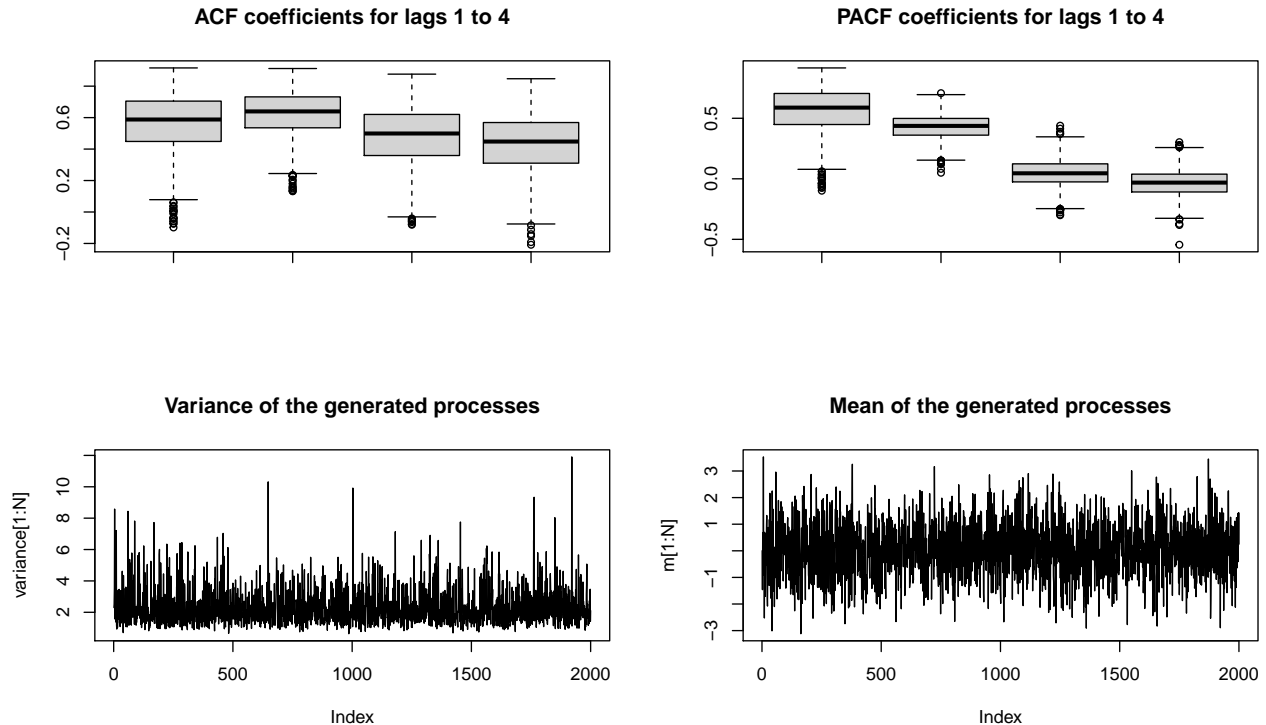 ACF coefficients for lags 1 to 4
0.6
0.2
−0.2
PACF coefficients for lags 1 to 4
0.5
0.0
−0.5
Variance of the generated processes
variance[1:N]
10
8
6
4
2
0 500 1000 1500 2000
Index
Mean of the generated processes
m[1:N]
3
1
−1
−3
0 500 1000 1500 2000
Index